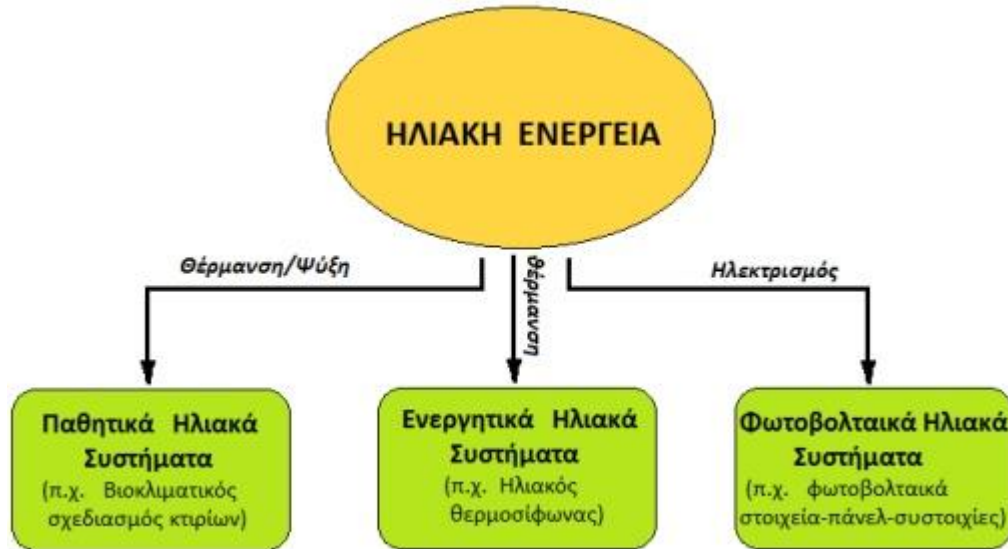 ΗΛΙΑΚΗ ΕΝΕΡΓΕΙΑ
Θέρμανση/Ψύξη
θέρμανση
Ηλεκτρισμός
Παθητικά Ηλιακά
Συστήματα
(π.χ. Βιοκλιματικός
σχεδιασμός κτιρίων)
Ενεργητικά Ηλιακά
Συστήματα
(π.χ. Ηλιακός
θερμοσίφωνας)
Φωτοβολταικά Ηλιακά
Συστήματα
(π.χ. φωτοβολταικά
στοιχεία-πάνελ-συστοιχίες)